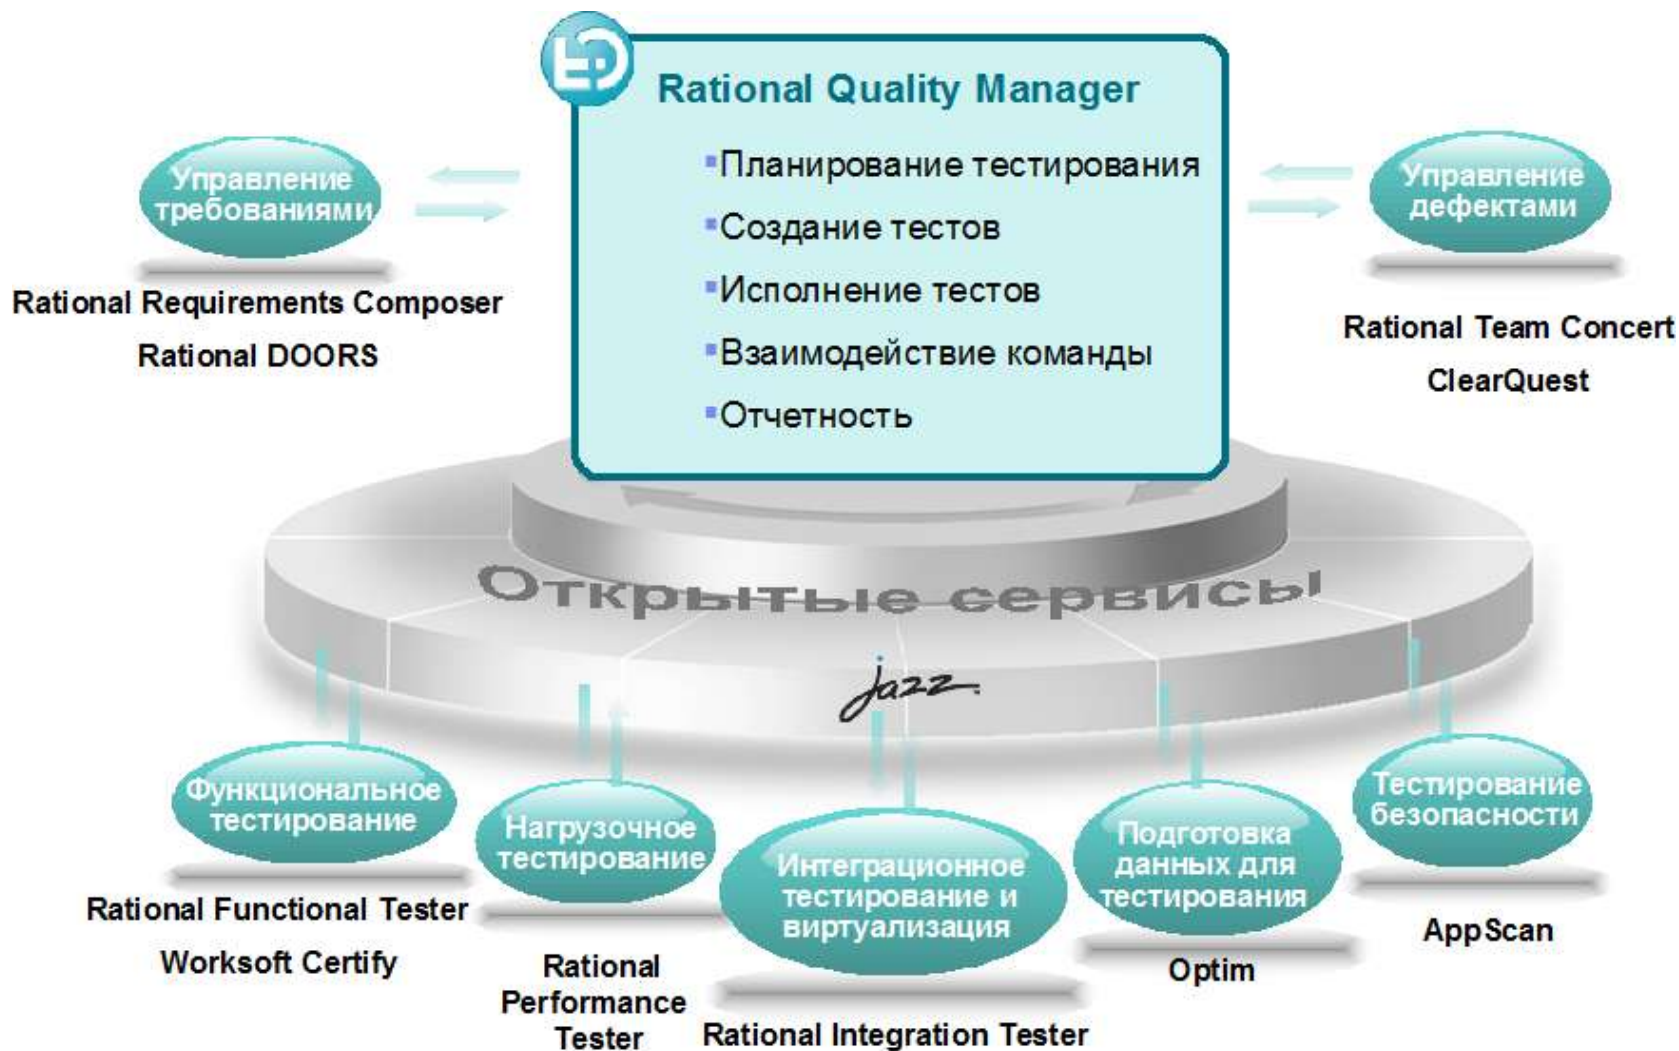 Rational Quality Manager
Планирование тестирования
Создание тестов
Исполнение тестов
Взаимодействие команды
Отчетность
Управление
требованиями
Rational Requirements Composer
Rational DOORS
Управление
дефектами
Rational Team Concert
ClearQuest
Открытые сервисы
jazz
Функциональное
тестирование
Rational Functional Tester
Worksoft Certify
Нагрузочное
тестирование
Rational
Performance
Tester
Интеграционное
тестирование и
виртуализация
Rational Integration Tester
Подготовка
данных для
тестирования
Optim
Тестирование
безопасности
AppScan